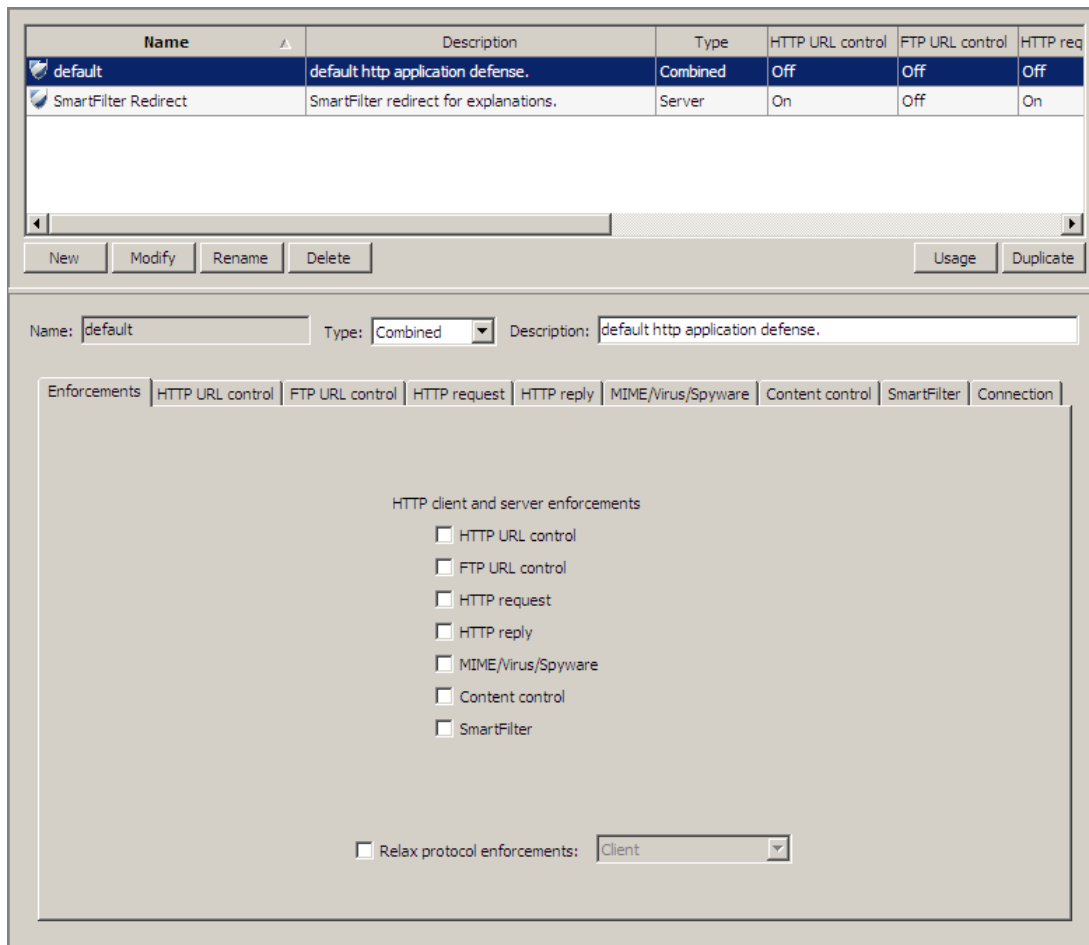 Name Description Type HTTP URL control FTP URL control HTTP req
default default http application defense. Combined Off Off Off
SmartFilter Redirect SmartFilter redirect for explanations. Server On Off On
New Modify Rename Delete Usage Duplicate
Name: default Type: Combined Description: default http application defense.
Enforcements HTTP URL control FTP URL control HTTP request HTTP reply MIME/Virus/Spyware Content control SmartFilter Connection
HTTP client and server enforcements
HTTP URL control
FTP URL control
HTTP request
HTTP reply
MIME/Virus/Spyware
Content control
SmartFilter
Relax protocol enforcements: Client